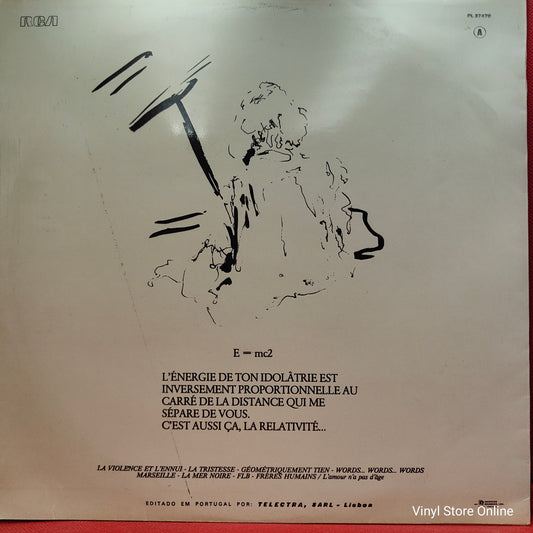 RCA
PL 37470
A
E = mc2
L'ÉNERGIE DE TON IDOLÂTRIE EST
INVERSEMENT PROPORTIONNELLE AU
CARRÉ DE LA DISTANCE QUI ME
SÉPARE DE VOUS.
C'EST AUSSI ÇA, LA RELATIVITÉ...
LA VIOLENCE ET L'ENNUI - LA TRISTESSE - GÉOMÉTRIQUEMENT TIEN - WORDS... WORDS... WORDS
MARSEILLE - LA MER NOIRE - FLB - FRÈRES HUMAINS / L'amour n'a pas d'âge
EDITADO EM PORTUGAL POR: TELECTRA, SARL - Lisbon
Vinyl Store Online